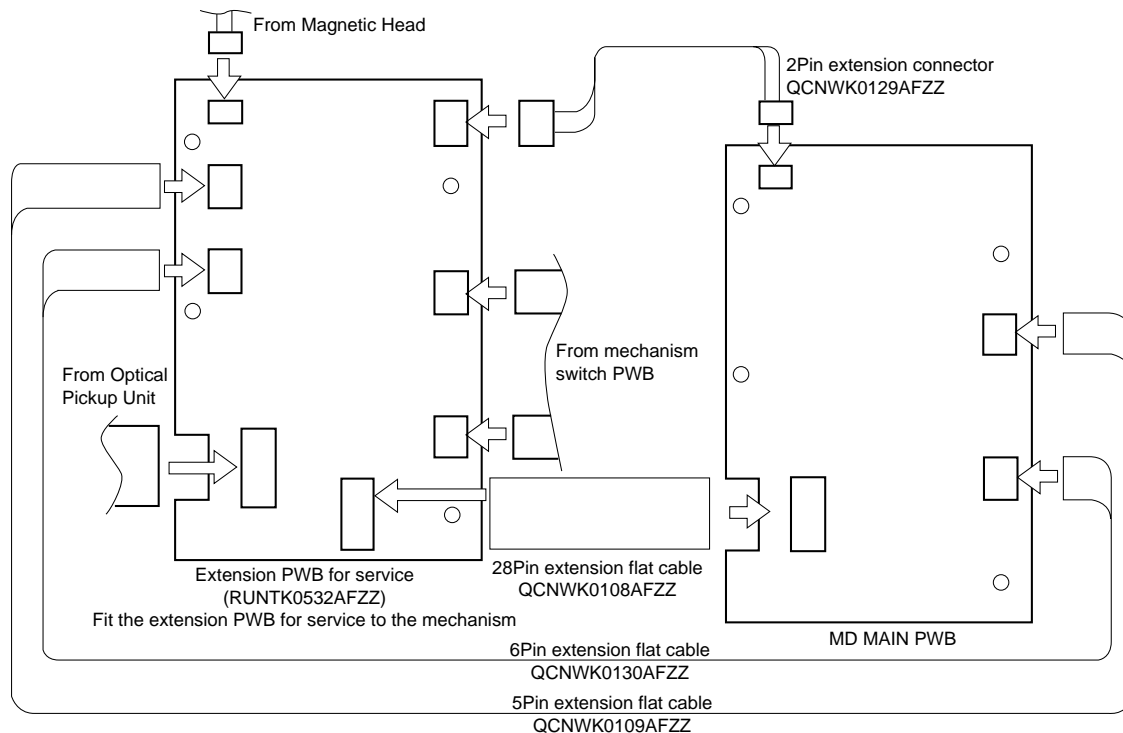 From Magnetic Head
2Pin extension connector
QCNWK0129AFZZ
From mechanism
switch PWB
From Optical
Pickup Unit
Extension PWB for service
(RUNTK0532AFZZ)
Fit the extension PWB for service to the mechanism
28Pin extension flat cable
QCNWK0108AFZZ
MD MAIN PWB
6Pin extension flat cable
QCNWK0130AFZZ
5Pin extension flat cable
QCNWK0109AFZZ